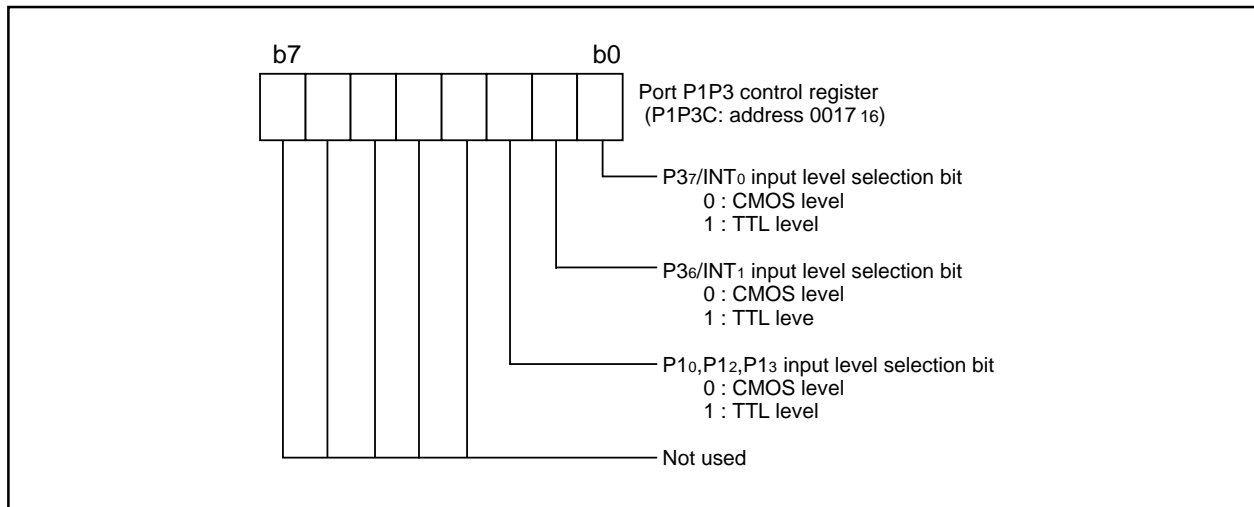 b7 b0
Port P1P3 control register
(P1P3C: address 0017 16)
P37/INT0 input level selection bit
0 : CMOS level
1 : TTL level
P36/INT1 input level selection bit
0 : CMOS level
1 : TTL leve
P10,P12,P13 input level selection bit
0 : CMOS level
1 : TTL level
Not used